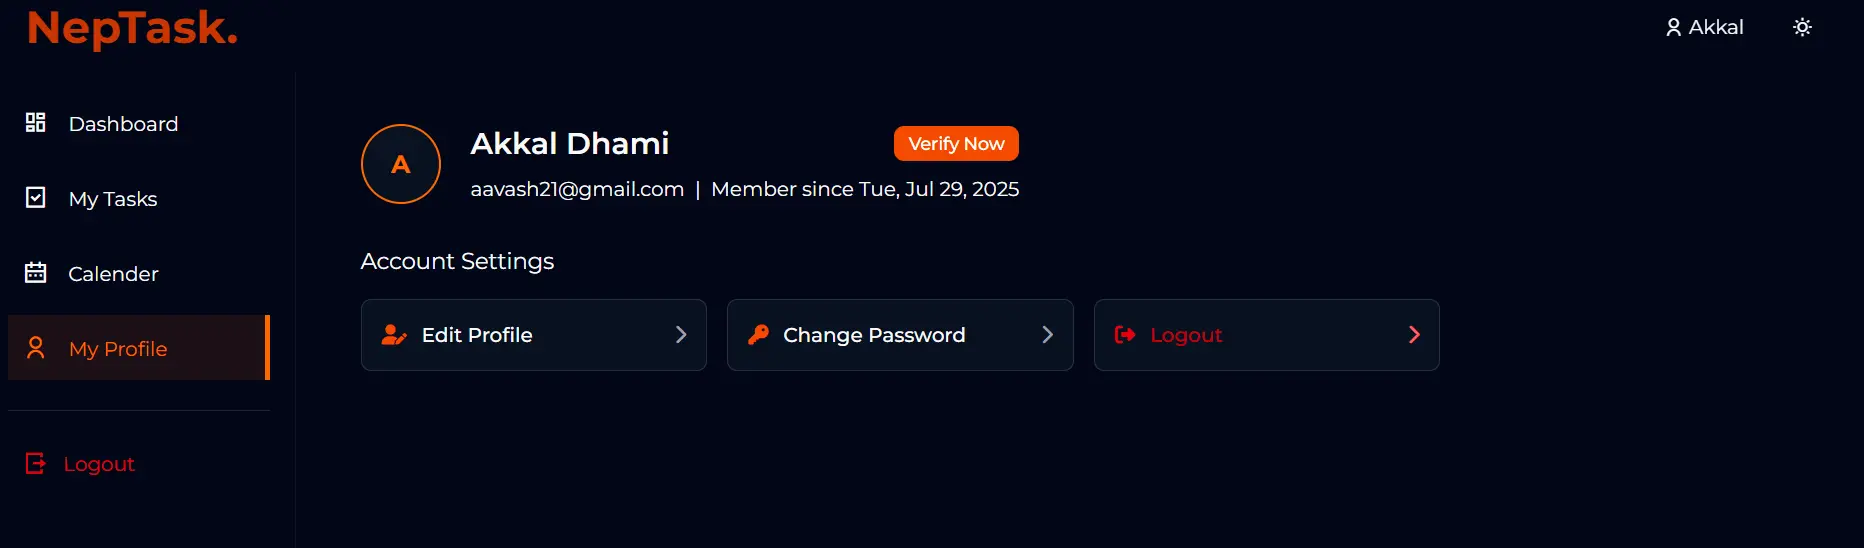 NepTask.
Akkal
Dashboard
My Tasks
Calender
My Profile
Logout
A
Akkal Dhami
Verify Now
aavash21@gmail.com | Member since Tue, Jul 29, 2025
Account Settings
Edit Profile
Change Password
Logout